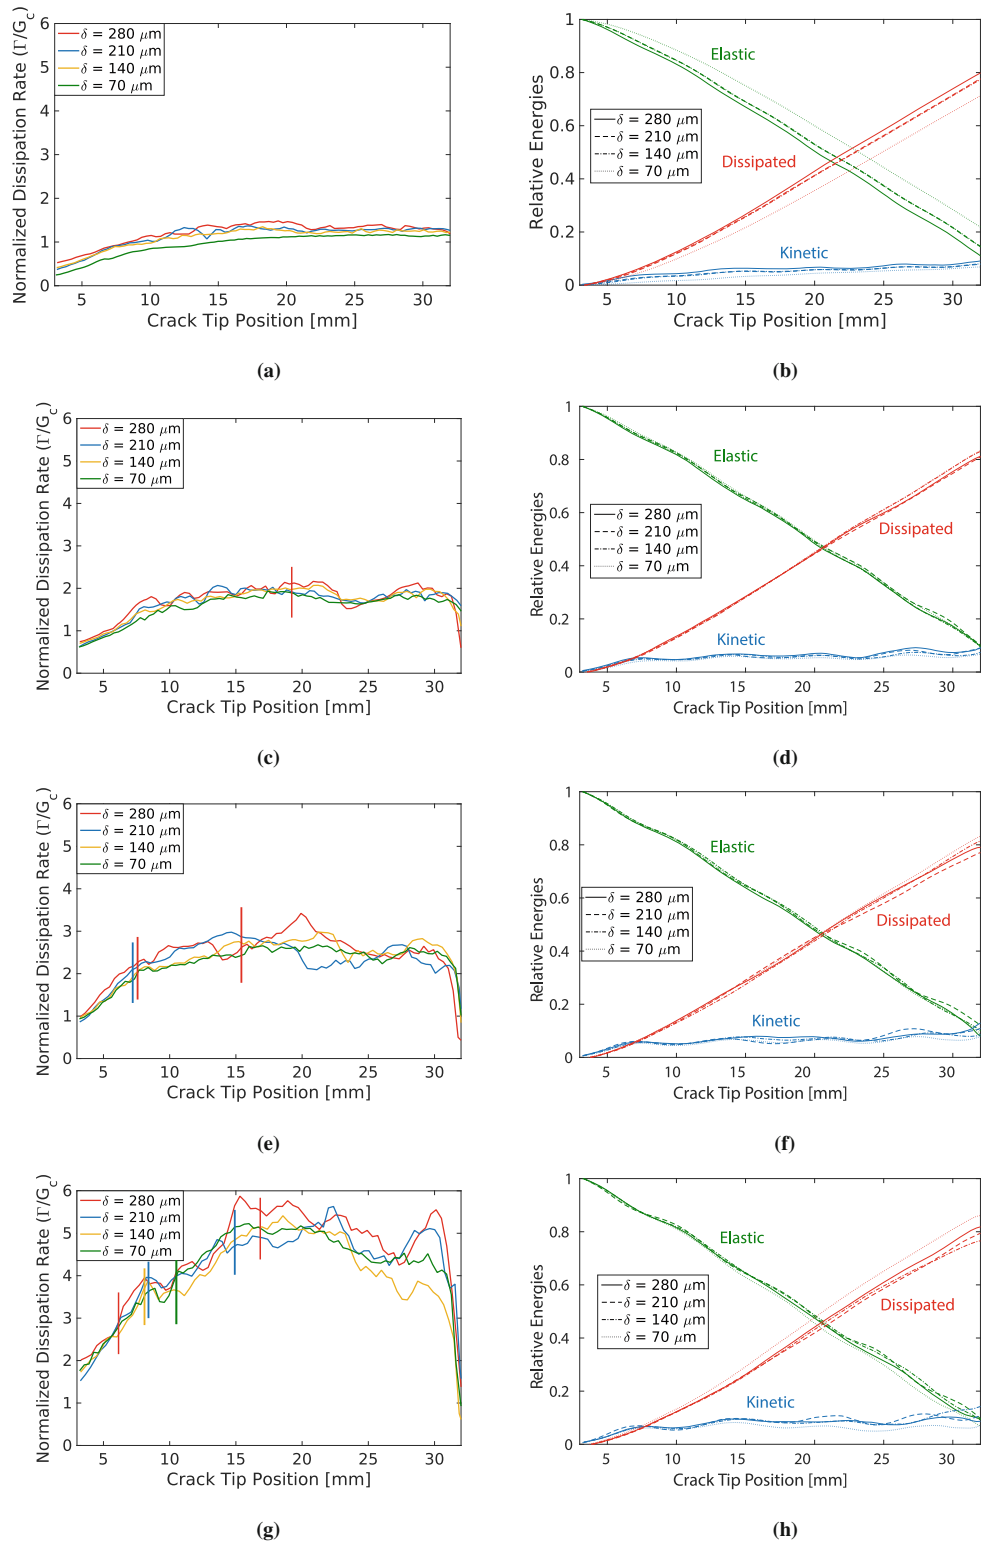 Normalized Dissipation Rate (Γ/G_c)
6
5
4
3
2
1
0
δ = 280 μm
δ = 210 μm
δ = 140 μm
δ = 70 μm
5 10 15 20 25 30
Crack Tip Position [mm]
(a)
Relative Energies
1
0.8
0.6
0.4
0.2
0
Elastic
δ = 280 μm
δ = 210 μm
δ = 140 μm
δ = 70 μm
Dissipated
Kinetic
5 10 15 20 25 30
Crack Tip Position [mm]
(b)
Normalized Dissipation Rate (Γ/G_c)
6
5
4
3
2
1
0
δ = 280 μm
δ = 210 μm
δ = 140 μm
δ = 70 μm
5 10 15 20 25 30
Crack Tip Position [mm]
(c)
Relative Energies
1
0.8
0.6
0.4
0.2
0
Elastic
δ = 280 μm
δ = 210 μm
δ = 140 μm
δ = 70 μm
Dissipated
Kinetic
5 10 15 20 25 30
Crack Tip Position [mm]
(d)
Normalized Dissipation Rate (Γ/G_c)
6
5
4
3
2
1
0
δ = 280 μm
δ = 210 μm
δ = 140 μm
δ = 70 μm
5 10 15 20 25 30
Crack Tip Position [mm]
(e)
Relative Energies
1
0.8
0.6
0.4
0.2
0
Elastic
δ = 280 μm
δ = 210 μm
δ = 140 μm
δ = 70 μm
Dissipated
Kinetic
5 10 15 20 25 30
Crack Tip Position [mm]
(f)
Normalized Dissipation Rate (Γ/G_c)
6
5
4
3
2
1
0
δ = 280 μm
δ = 210 μm
δ = 140 μm
δ = 70 μm
5 10 15 20 25 30
Crack Tip Position [mm]
(g)
Relative Energies
1
0.8
0.6
0.4
0.2
0
Elastic
δ = 280 μm
δ = 210 μm
δ = 140 μm
δ = 70 μm
Dissipated
Kinetic
5 10 15 20 25 30
Crack Tip Position [mm]
(h)